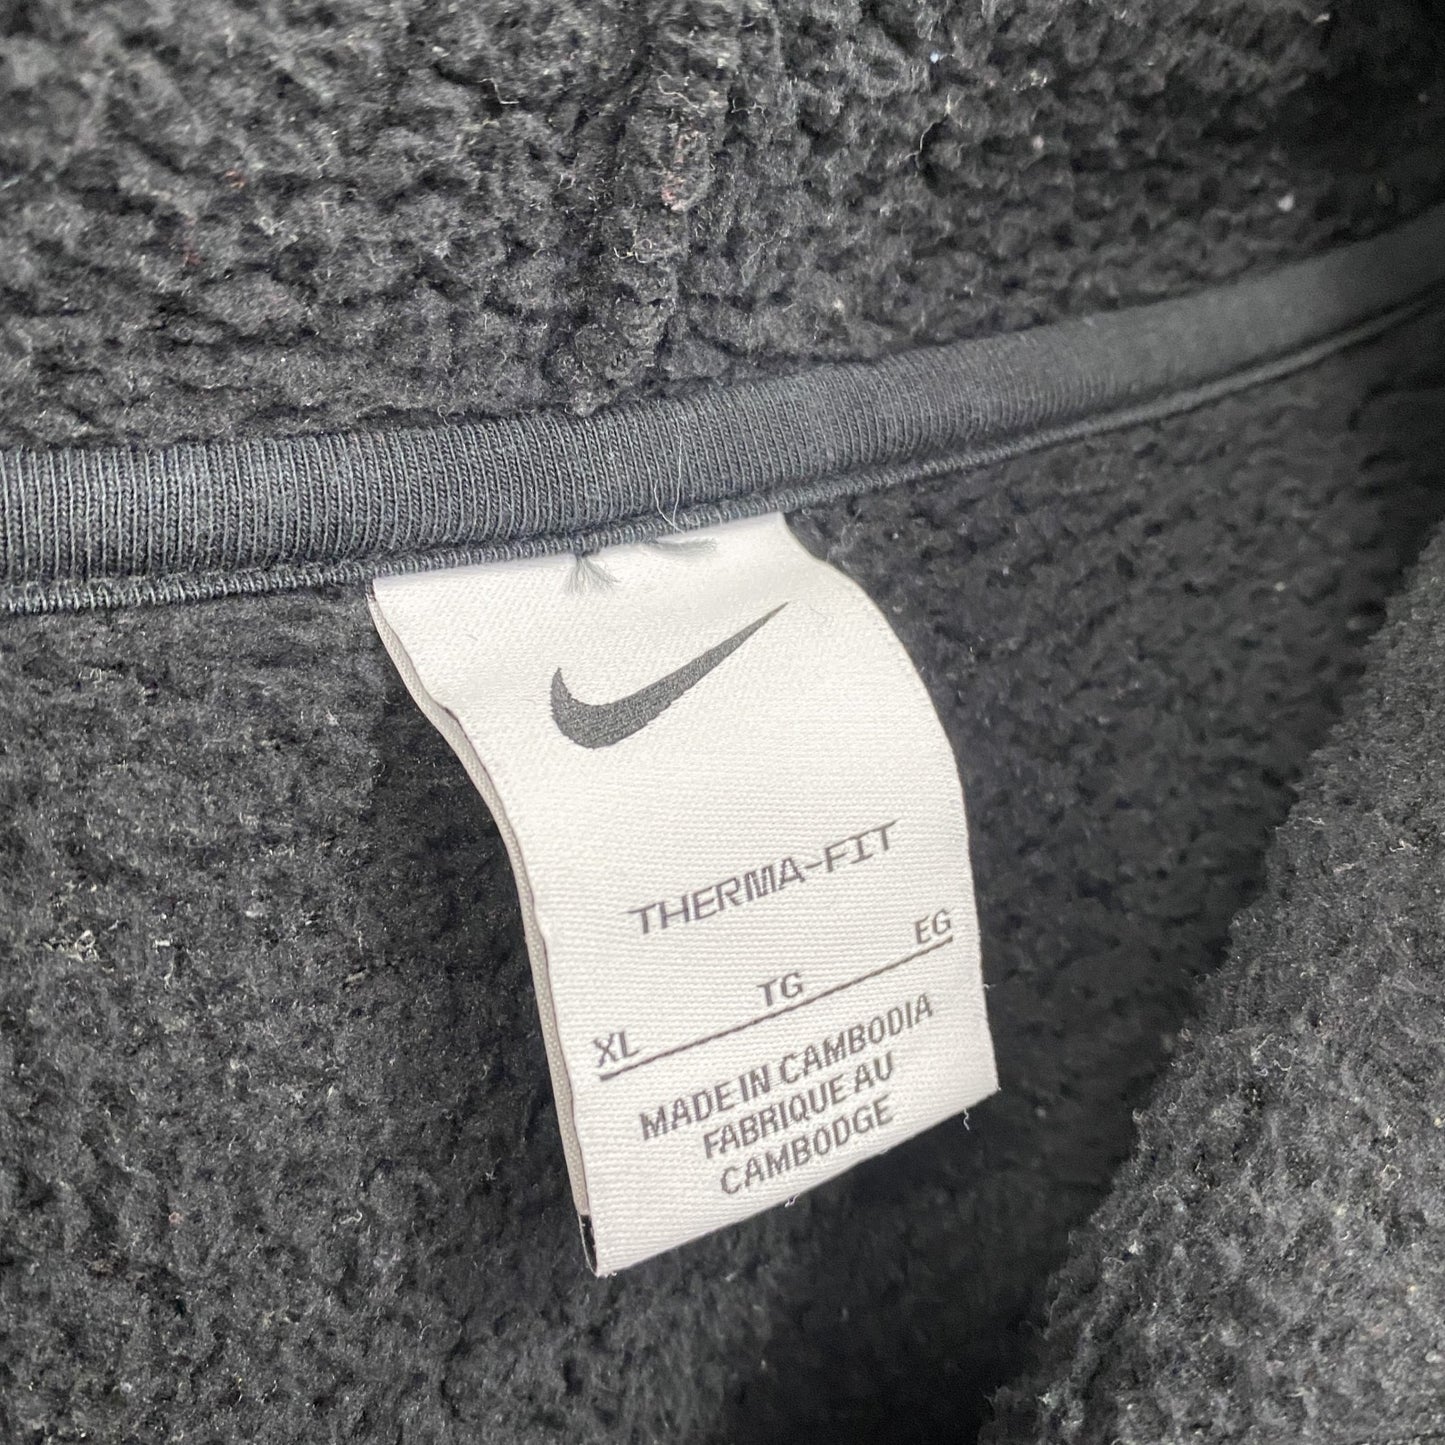 THERMA-FIT
XL TG EG
MADE IN CAMBODIA
FABRIQUE AU
CAMBODGE